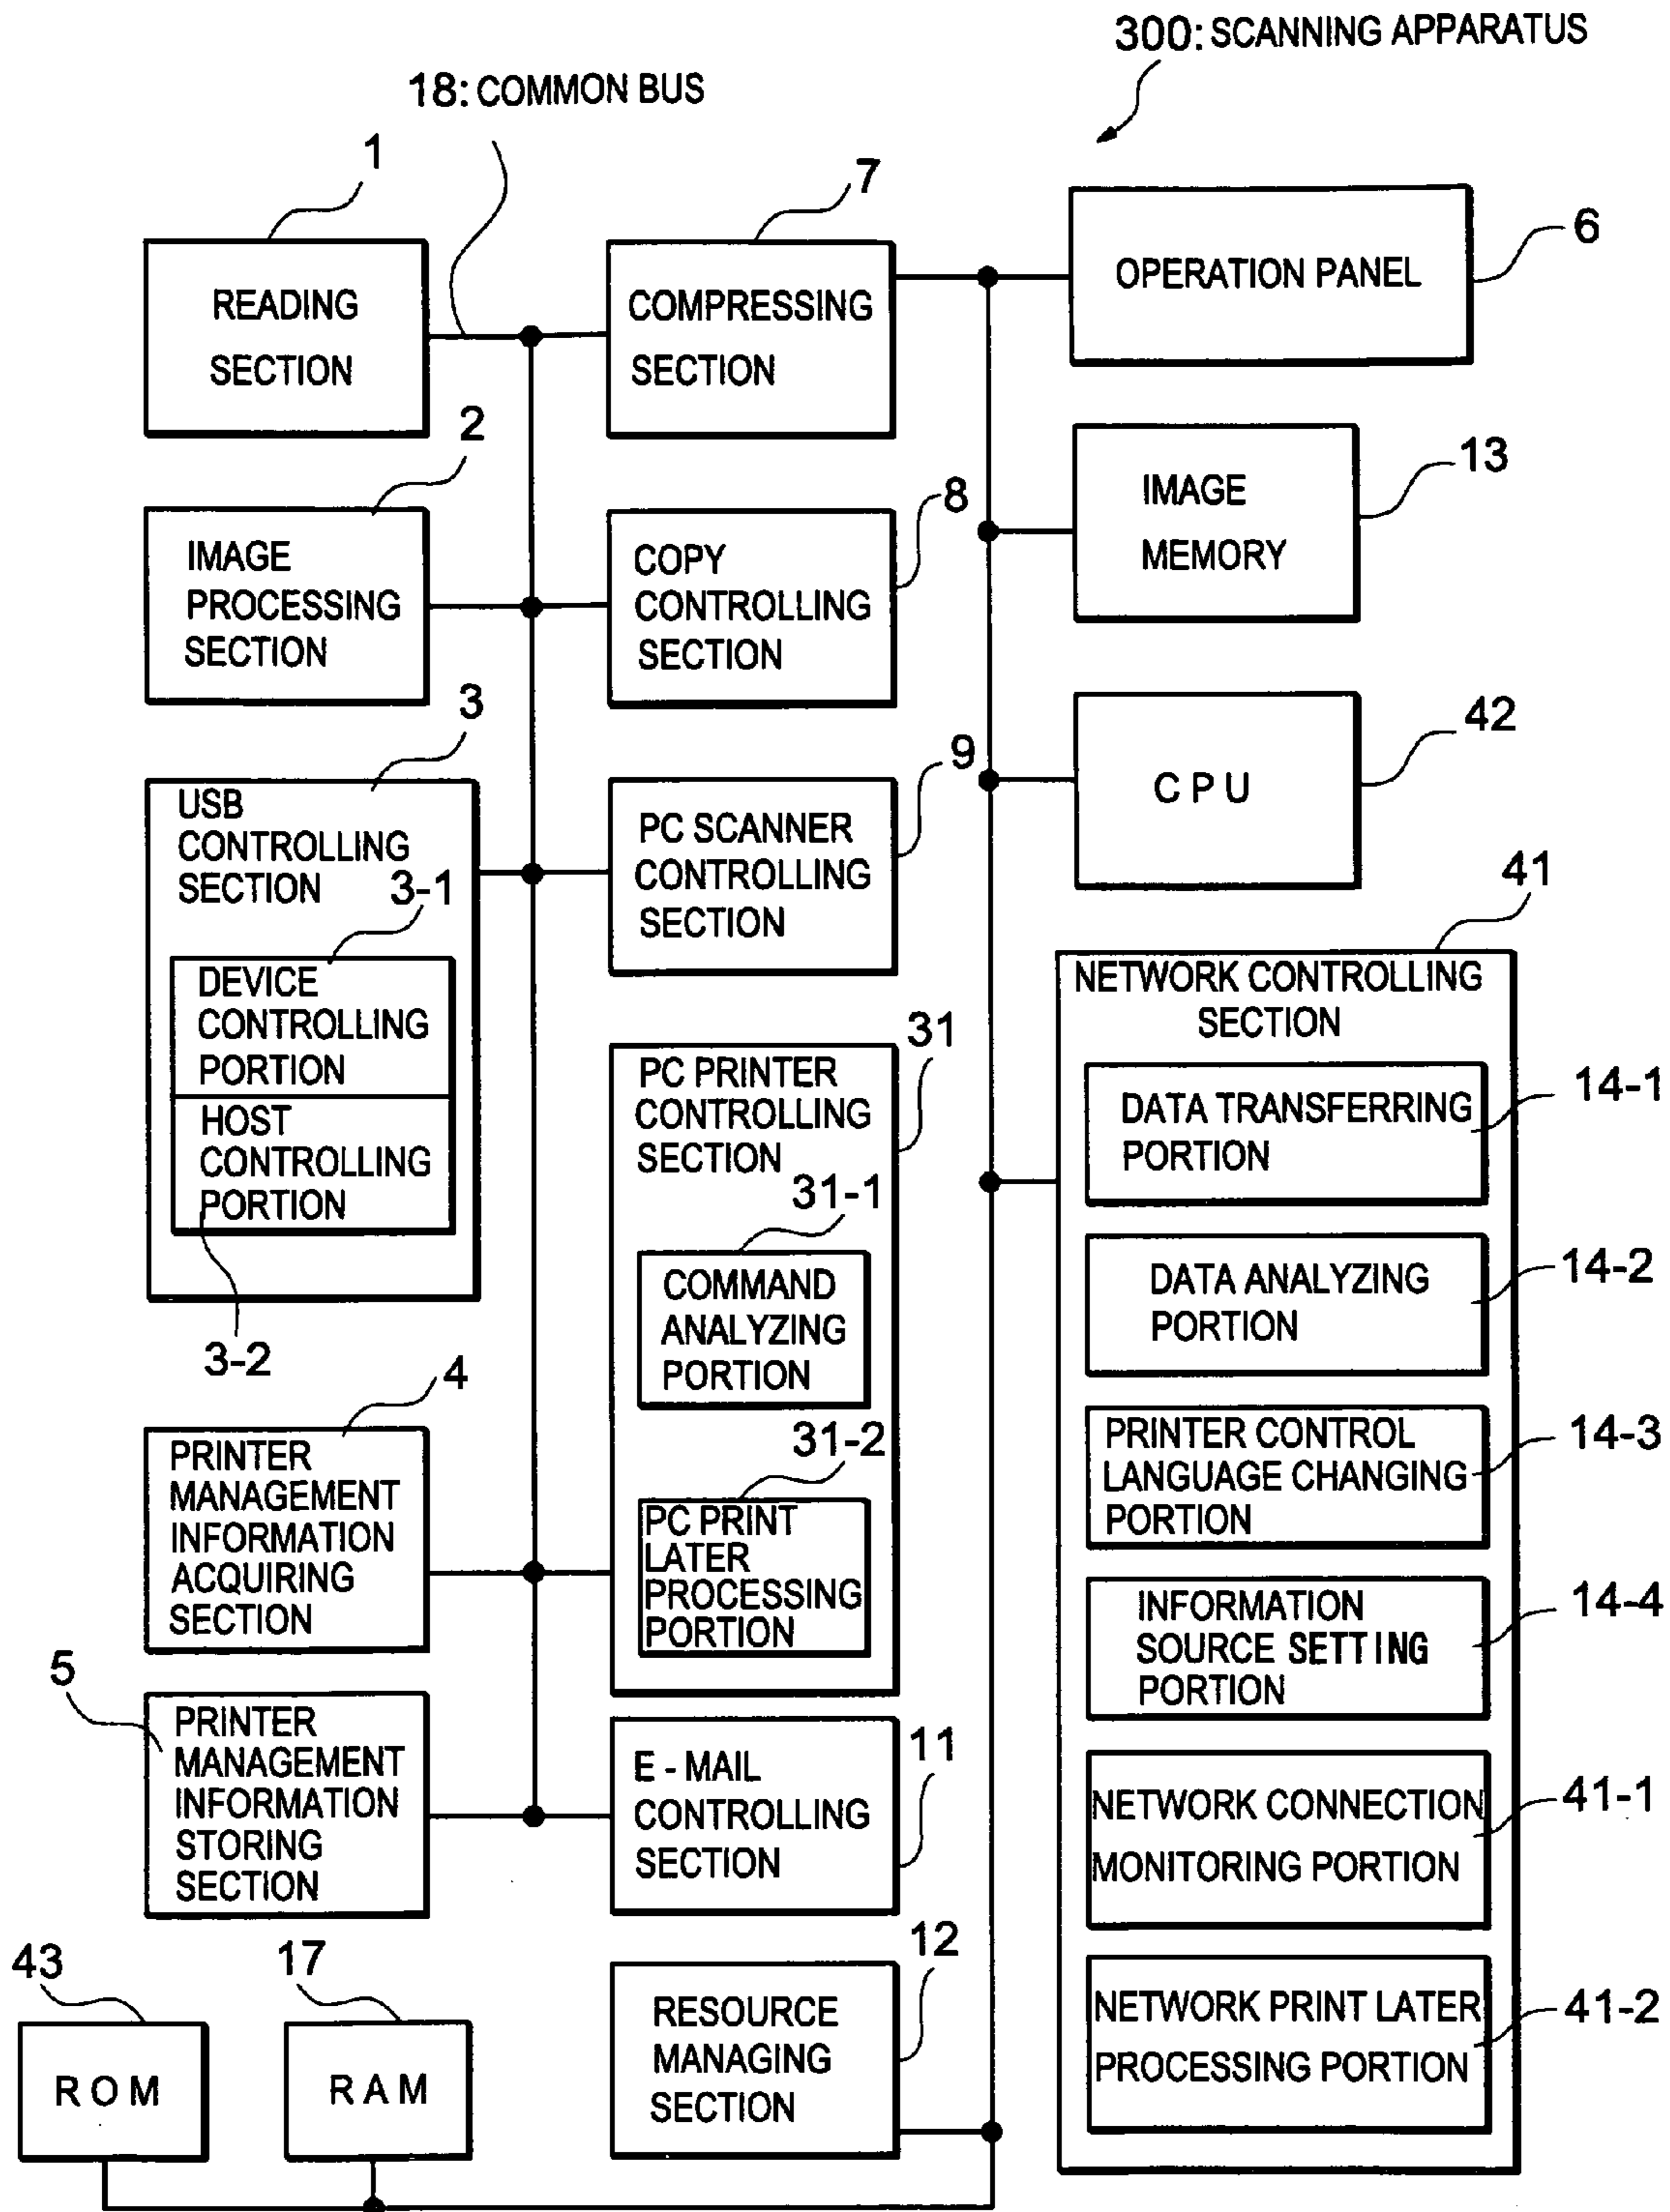 300: SCANNING APPARATUS
18: COMMON BUS
1
READING
SECTION
7
COMPRESSING
SECTION
OPERATION PANEL
6
2
IMAGE
PROCESSING
SECTION
8
COPY
CONTROLLING
SECTION
IMAGE
MEMORY
13
3
USB
CONTROLLING
SECTION
3-1
DEVICE
CONTROLLING
PORTION
HOST
CONTROLLING
PORTION
3-2
9
PC SCANNER
CONTROLLING
SECTION
CPU
42
31
PC PRINTER
CONTROLLING
SECTION
31-1
COMMAND
ANALYZING
PORTION
31-2
PC PRINT
LATER
PROCESSING
PORTION
41
NETWORK CONTROLLING
SECTION
DATA TRANSFERRING
PORTION
14-1
DATA ANALYZING
PORTION
14-2
PRINTER CONTROL
LANGUAGE CHANGING
PORTION
14-3
INFORMATION
SOURCE SETTING
PORTION
14-4
NETWORK CONNECTION
MONITORING PORTION
41-1
NETWORK PRINT LATER
PROCESSING PORTION
41-2
4
PRINTER
MANAGEMENT
INFORMATION
ACQUIRING
SECTION
5
PRINTER
MANAGEMENT
INFORMATION
STORING
SECTION
11
E - MAIL
CONTROLLING
SECTION
12
RESOURCE
MANAGING
SECTION
43
ROM
17
RAM